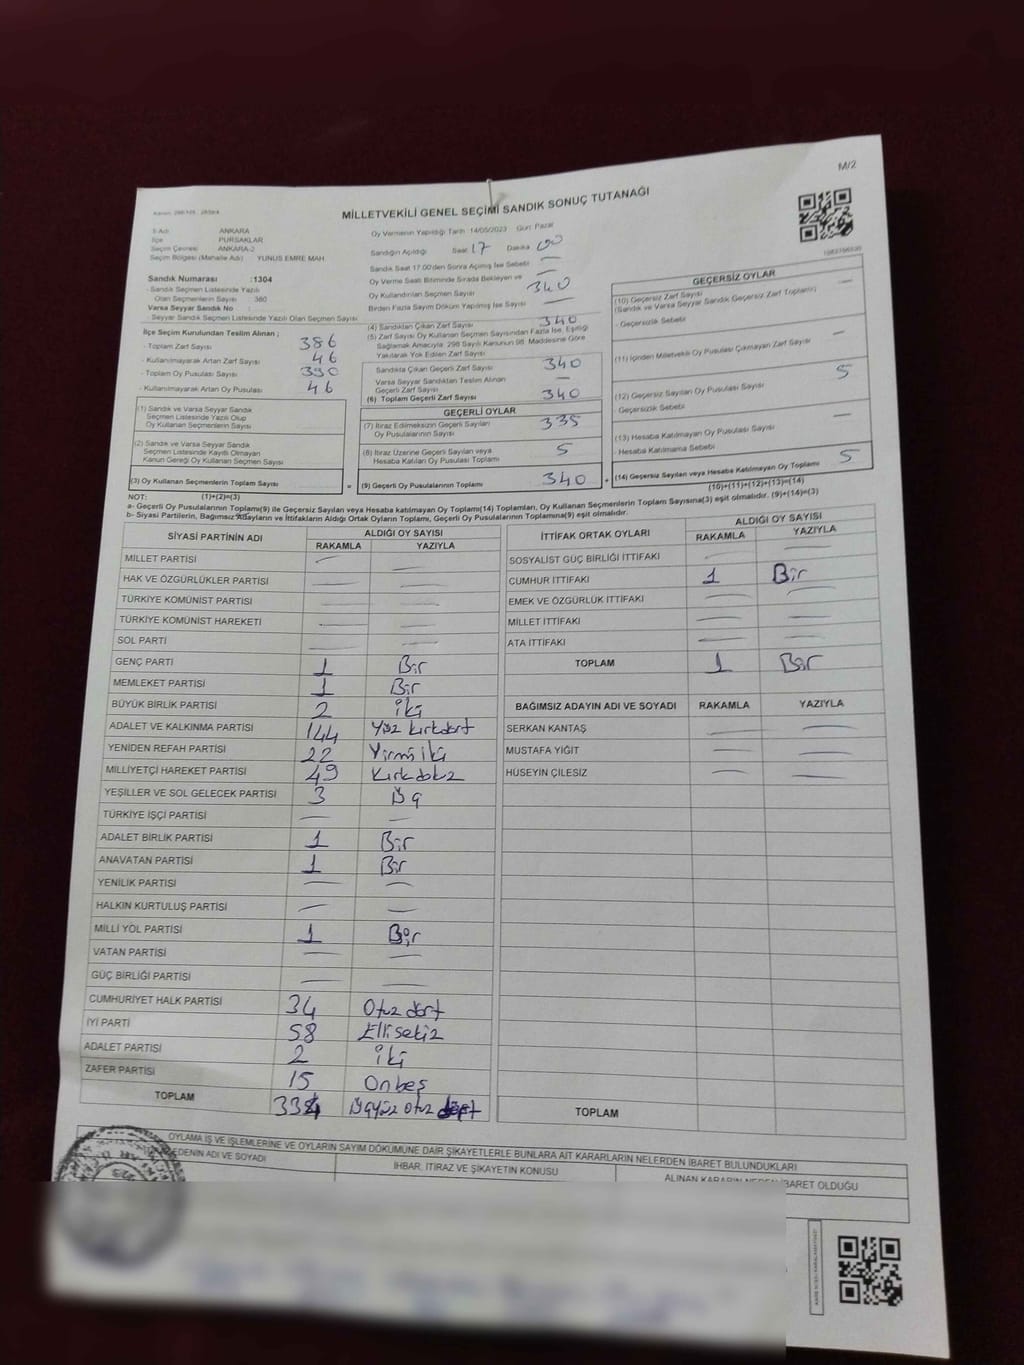 M/2
MİLLETVEKİLİ GENEL SEÇİMİ SANDIK SONUÇ TUTANAĞI
İl Adı ANKARA
İlçe PURSAKLAR
Seçim Çevresi ANKARA-2
Seçim Bölgesi (Mahalle Adı) YUNUS EMRE MAH.
Oy Vermenin Yapıldığı Tarih 14/05/2023 Gün: Pazar
Sandığın Açıldığı Saat 17 Dakika 00
Sandık Saat 17.00'den Sonra Açılmış İse Sebebi —
Oy Verme Saati Bitiminde Sırada Bekleyen ve
Oy Kullandırılan Seçmen Sayısı 340
Birden Fazla Sayım Döküm Yapılmış İse Sayısı —
Sandık Numarası :1304
- Sandık Seçmen Listesinde Yazılı
Olan Seçmenlerin Sayısı 380
Varsa Seyyar Sandık No :
- Seyyar Sandık Seçmen Listesinde Yazılı Olan Seçmen Sayısı
İlçe Seçim Kurulundan Teslim Alınan ;
- Toplam Zarf Sayısı 386
- Kullanılmayarak Artan Zarf Sayısı 46
- Toplam Oy Pusulası 390
- Kullanılmayarak Artan Oy Pusulası 46
(1) Sandık ve Varsa Seyyar Sandık
Seçmen Listesinde Yazılı Olup
Oy Kullanan Seçmenlerin Sayısı
(2) Sandık ve Varsa Seyyar Sandık
Seçmen Listesinde Kayıtlı Olmayan
Kanun Gereği Oy Kullanan Seçmen Sayısı
(3) Oy Kullanan Seçmenlerin Toplam Sayısı
(4) Sandıktan Çıkan Zarf Sayısı 340
(5) Zarf Sayısı Oy Kullanan Seçmen Sayısından Fazla İse, Eşitliği
Sağlamak Amacıyla; 298 Sayılı Kanunun 98. Maddesine Göre
Yakılarak Yok Edilen Zarf Sayısı
Sandıkta Çıkan Geçerli Zarf Sayısı 340
Varsa Seyyar Sandıktan Teslim Alınan
Geçerli Zarf Sayısı —
(6) Toplam Geçerli Zarf Sayısı 340
GEÇERLİ OYLAR
(7) İtiraz Edilmeksizin Geçerli Sayılan
Oy Pusulalarının Sayısı 335
(8) İtiraz Üzerine Geçerli Sayılan veya
Hesaba Katılan Oy Pusulası Toplamı 5
= (9) Geçerli Oy Pusulalarının Toplamı 340
GEÇERSİZ OYLAR
(10) Geçersiz Zarf Sayısı
(Sandık ve Varsa Seyyar Sandık Geçersiz Zarf Toplamı) —
- Geçersizlik Sebebi
(11) İçinden Milletvekili Oy Pusulası Çıkmayan Zarf Sayısı —
(12) Geçersiz Sayılan Oy Pusulası Sayısı 5
Geçersizlik Sebebi
(13) Hesaba Katılmayan Oy Pusulası Sayısı —
- Hesaba Katılmama Sebebi
+ (14) Geçersiz Sayılan veya Hesaba Katılmayan Oy Toplamı 5
(10)+(11)+(12)+(13)=(14)
NOT: (1)+(2)=(3)
a- Geçerli Oy Pusulalarının Toplamı(9) ile Geçersiz Sayılan veya Hesaba katılmayan Oy Toplamı(14) Toplamları, Oy Kullanan Seçmenlerin Toplam Sayısına(3) eşit olmalıdır. (9)+(14)=(3)
b- Siyasi Partilerin, Bağımsız Adayların ve İttifakların Aldığı Ortak Oyların Toplamı, Geçerli Oy Pusulalarının Toplamına(9) eşit olmalıdır.
SİYASİ PARTİNİN ADI ALDIĞI OY SAYISI
RAKAMLA YAZIYLA
MİLLET PARTİSİ — —
HAK VE ÖZGÜRLÜKLER PARTİSİ — —
TÜRKİYE KOMÜNİST PARTİSİ — —
TÜRKİYE KOMÜNİST HAREKETİ — —
SOL PARTİ — —
GENÇ PARTİ 1 Bir
MEMLEKET PARTİSİ 1 Bir
BÜYÜK BİRLİK PARTİSİ 2 iki
ADALET VE KALKINMA PARTİSİ 144 Yüz kırkdört
YENİDEN REFAH PARTİSİ 22 Yirmi iki
MİLLİYETÇİ HAREKET PARTİSİ 49 Kırkdokuz
YEŞİLLER VE SOL GELECEK PARTİSİ 3 Üç
TÜRKİYE İŞÇİ PARTİSİ — —
ADALET BİRLİK PARTİSİ 1 Bir
ANAVATAN PARTİSİ 1 Bir
YENİLİK PARTİSİ — —
HALKIN KURTULUŞ PARTİSİ — —
MİLLİ YOL PARTİSİ 1 Bir
VATAN PARTİSİ — —
GÜÇ BİRLİĞİ PARTİSİ — —
CUMHURİYET HALK PARTİSİ 34 Otuz dört
İYİ PARTİ 58 Ellisekiz
ADALET PARTİSİ 2 İki
ZAFER PARTİSİ 15 Onbeş
TOPLAM 334 Üçyüz otuz dört
İTTİFAK ORTAK OYLARI ALDIĞI OY SAYISI
RAKAMLA YAZIYLA
SOSYALİST GÜÇ BİRLİĞİ İTTİFAKI — —
CUMHUR İTTİFAKI 1 Bir
EMEK VE ÖZGÜRLÜK İTTİFAKI — —
MİLLET İTTİFAKI — —
ATA İTTİFAKI — —
TOPLAM 1 Bir
BAĞIMSIZ ADAYIN ADI VE SOYADI RAKAMLA YAZIYLA
SERKAN KANTAŞ — —
MUSTAFA YİĞİT — —
HÜSEYİN ÇİLESİZ — —
TOPLAM
OYLAMA İŞ VE İŞLEMLERİNE VE OYLARIN SAYIM DÖKÜMÜNE DAİR ŞİKAYETLERLE BUNLARA AİT KARARLARIN NELERDEN İBARET BULUNDUKLARI
EDENİN ADI VE SOYADI
İHBAR, İTİRAZ VE ŞİKAYETİN KONUSU
ALINAN KARARIN NEDEN İBARET OLDUĞU